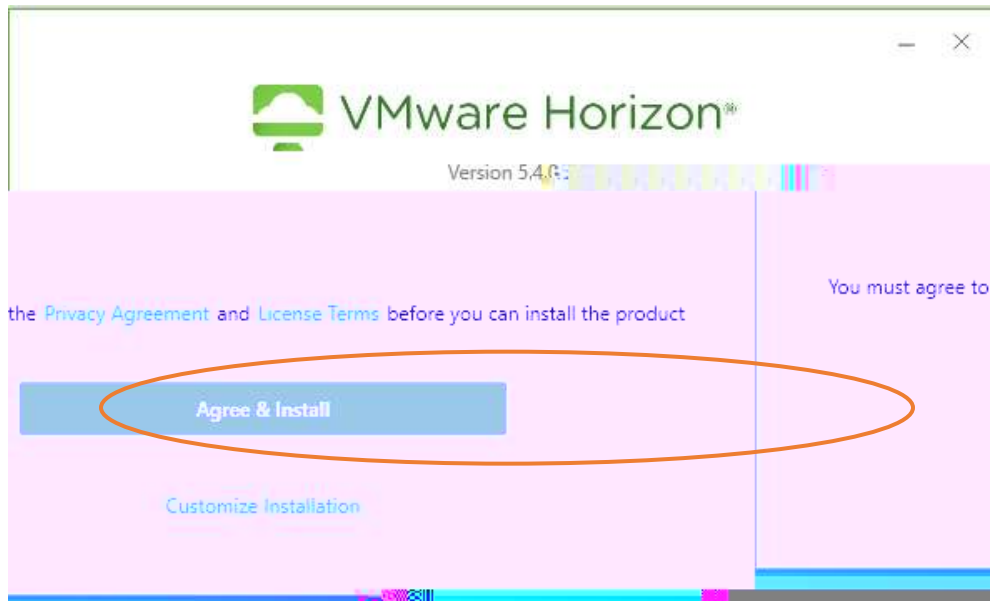 VMware Horizon®
Version 5.4.0
You must agree to
the Privacy Agreement and License Terms before you can install the product
Agree & Install
Customize Installation